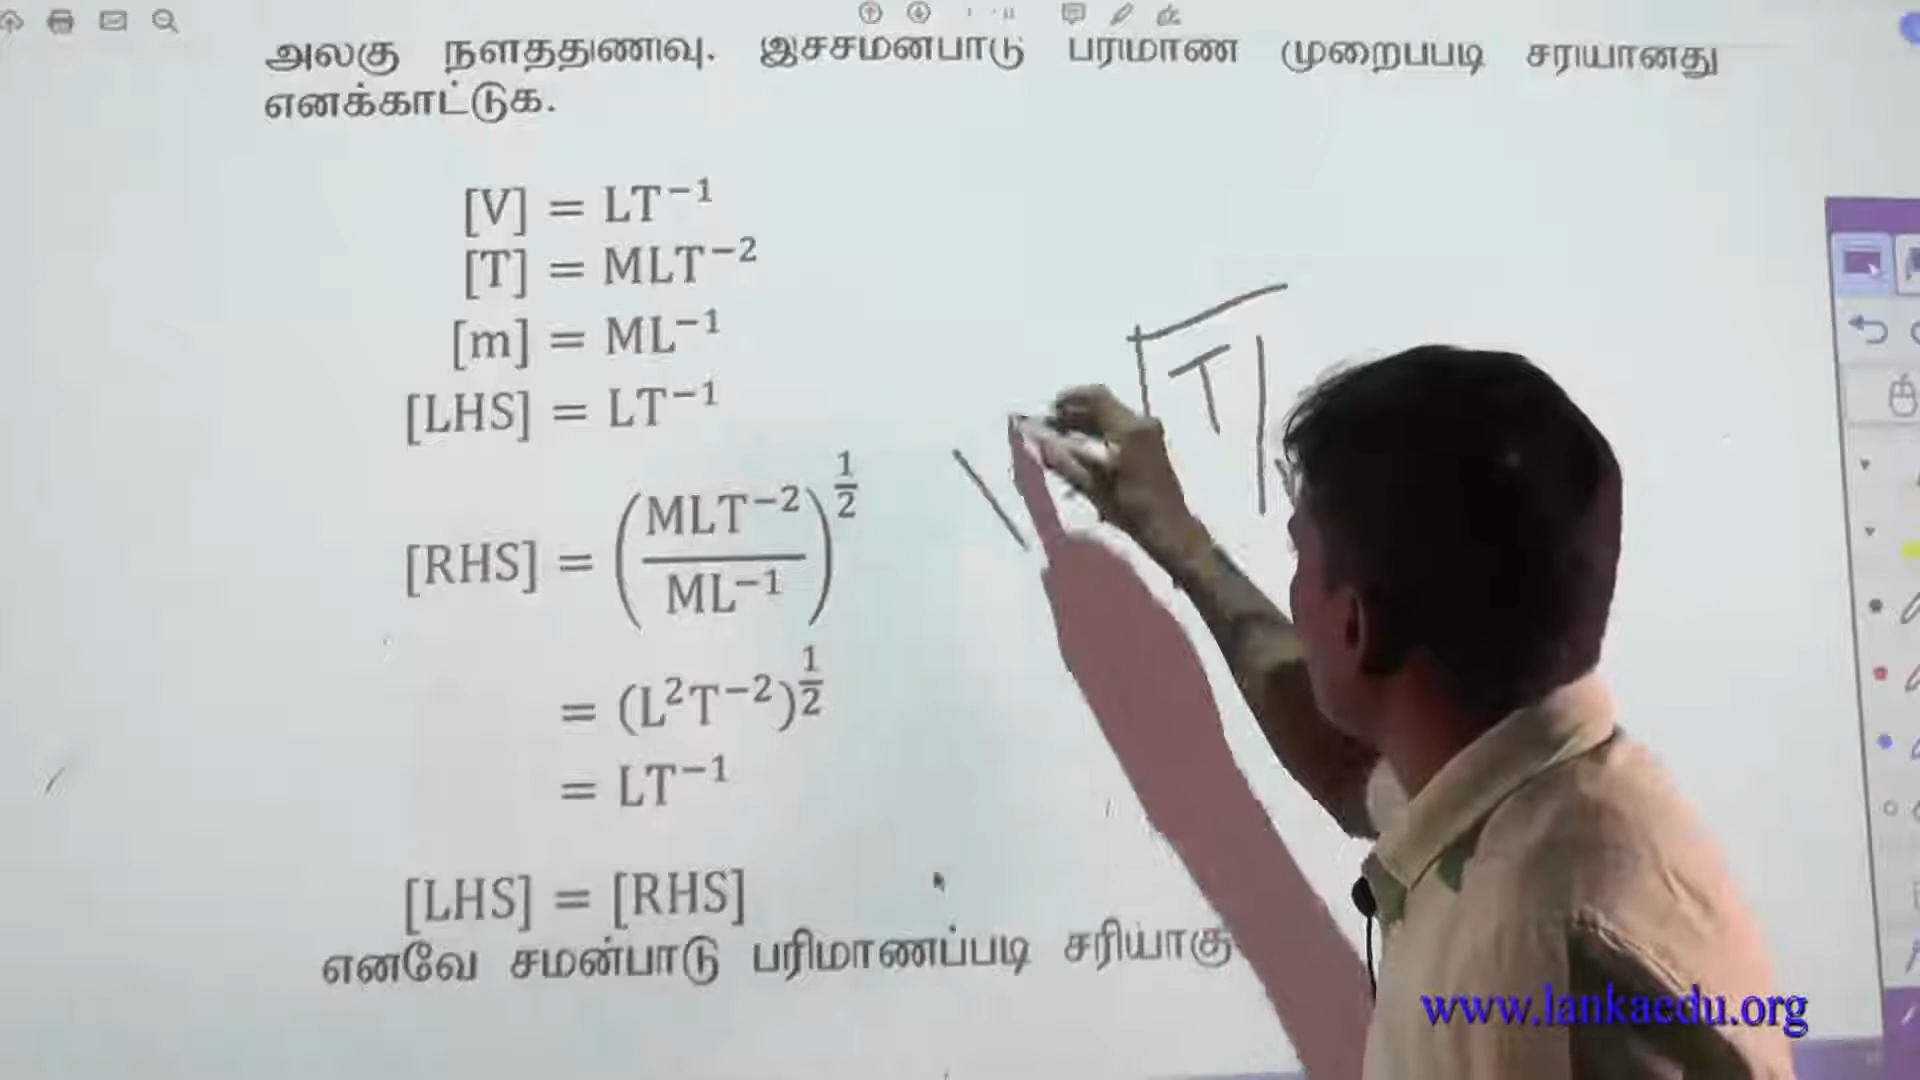 அலகு நீளத்திணிவு. இச்சமன்பாடு பரிமாண முறைப்படி சரியானது
எனக்காட்டுக.
[V] = LT⁻¹
[T] = MLT⁻²
[m] = ML⁻¹
[LHS] = LT⁻¹
[RHS] = (MLT⁻²/ML⁻¹)^(1/2)
= (L²T⁻²)^(1/2)
= LT⁻¹
[LHS] = [RHS]
எனவே சமன்பாடு பரிமாணப்படி சரியாகு
T
www.lankaedu.org